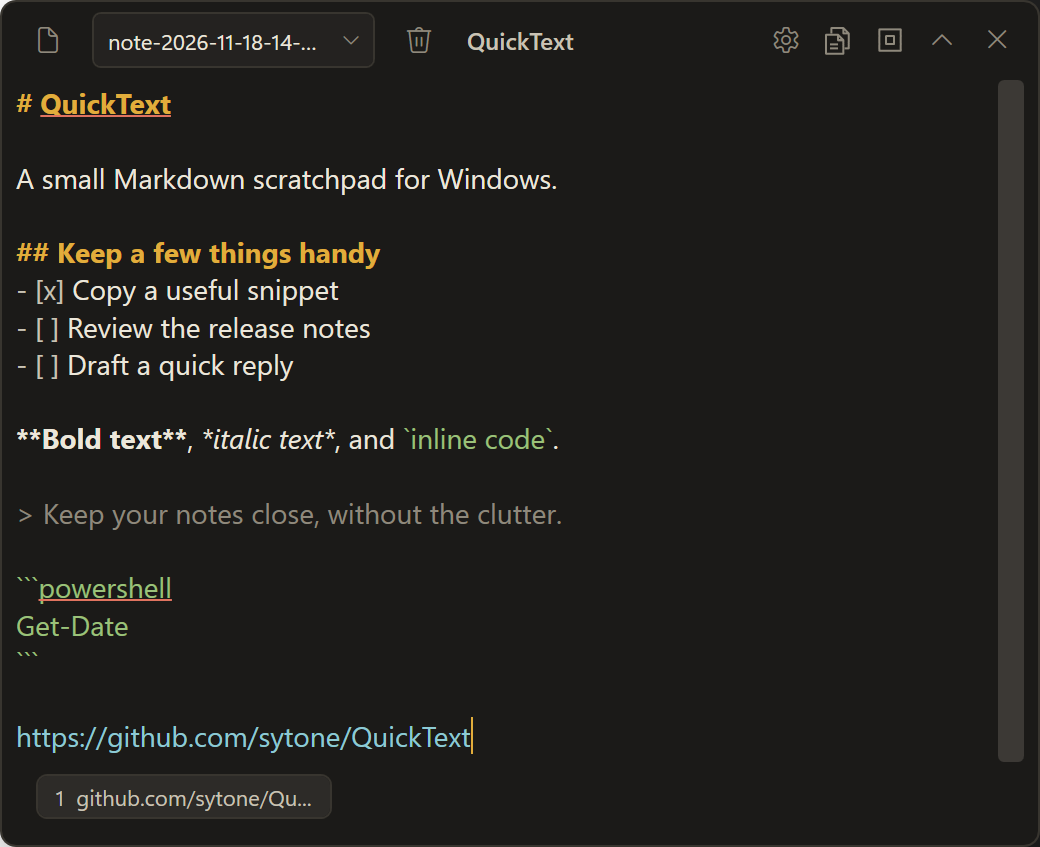 note-2026-11-18-14-...
QuickText
# QuickText
A small Markdown scratchpad for Windows.
## Keep a few things handy
- [x] Copy a useful snippet
- [ ] Review the release notes
- [ ] Draft a quick reply
**Bold text**, *italic text*, and `inline code`.
> Keep your notes close, without the clutter.
```powershell
Get-Date
```
https://github.com/sytone/QuickText
1 github.com/sytone/Qu...